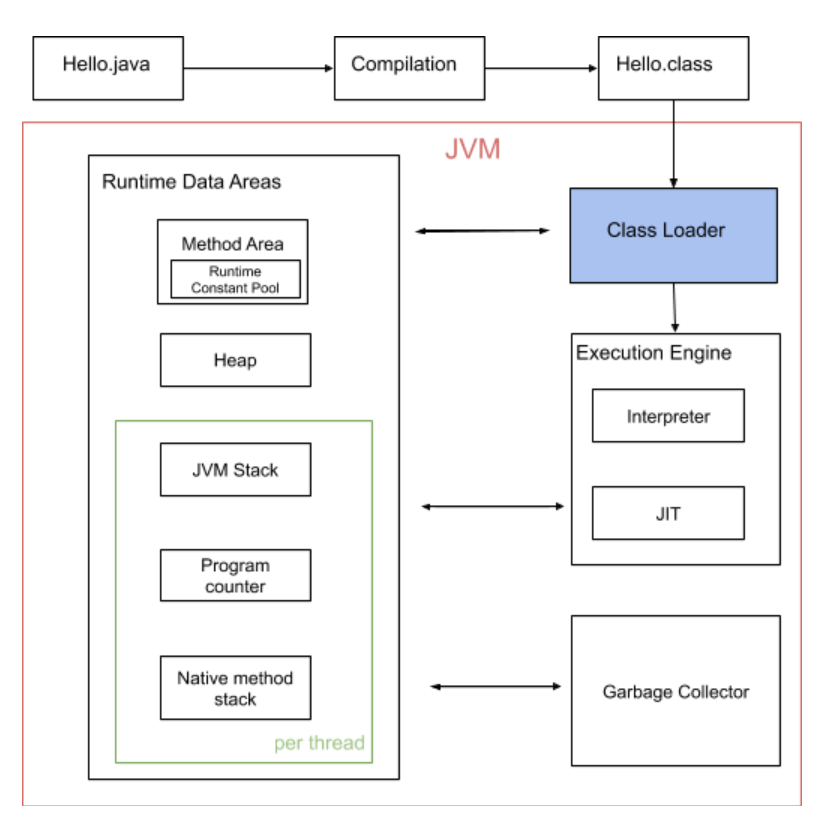 Hello.java
Compilation
Hello.class
JVM
Runtime Data Areas
Method Area
Runtime
Constant Pool
Heap
JVM Stack
Program
counter
Native method
stack
per thread
Class Loader
Execution Engine
Interpreter
JIT
Garbage Collector